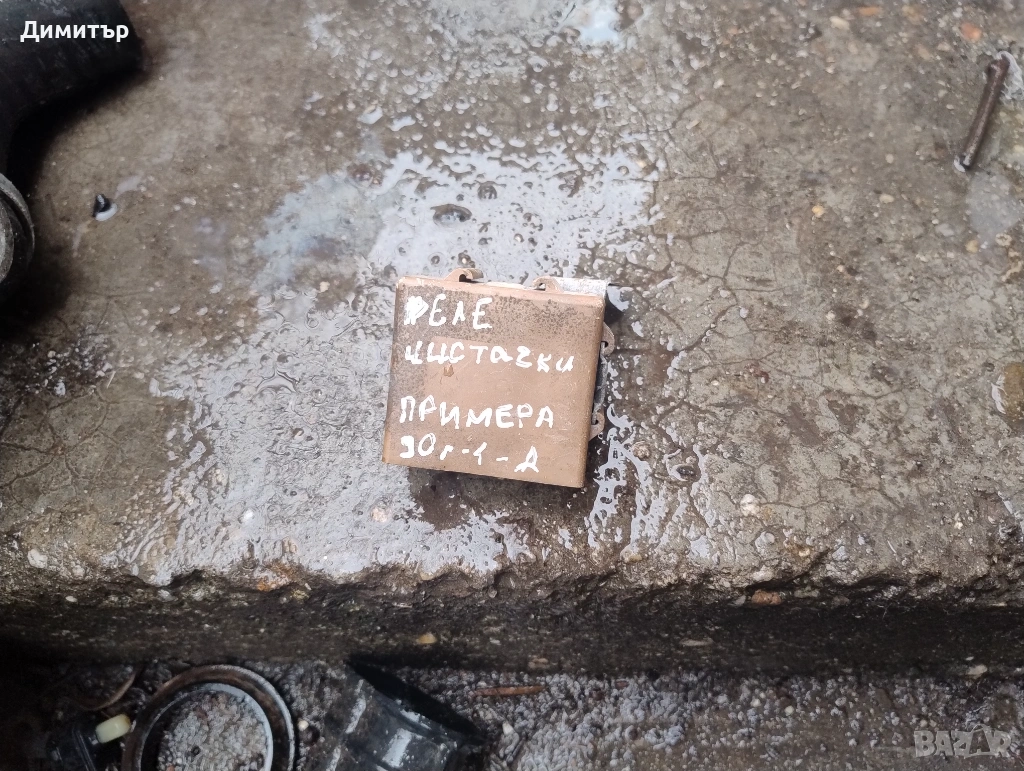 Димитър
РЕЛЕ
чистачки
ПРИМЕРА
90г-1-Д
BAZAR